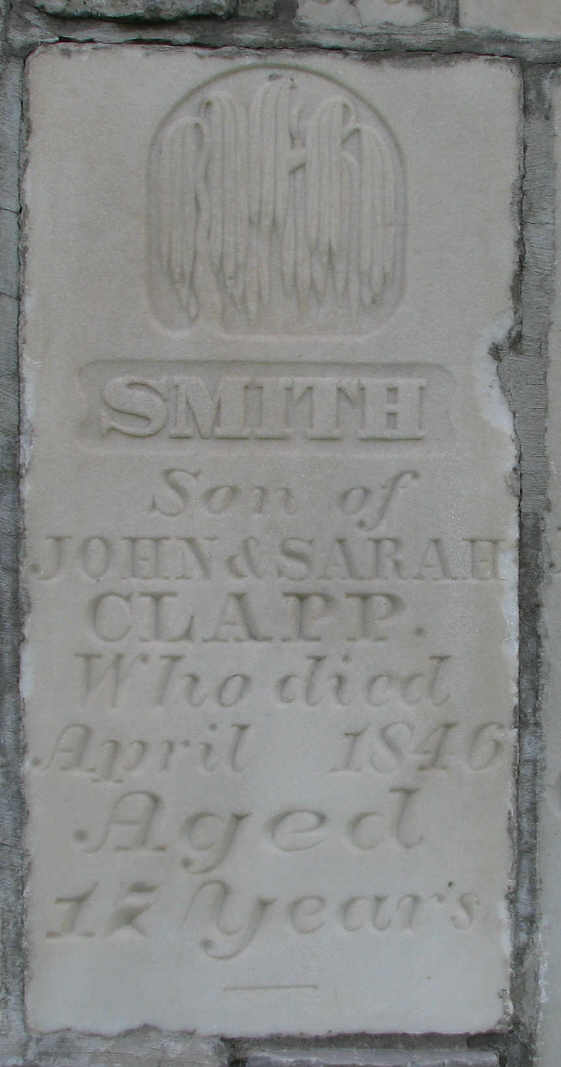 SMITH
Son of
JOHN & SARAH
CLAPP.
Who died
April 1846
Aged
17 Years